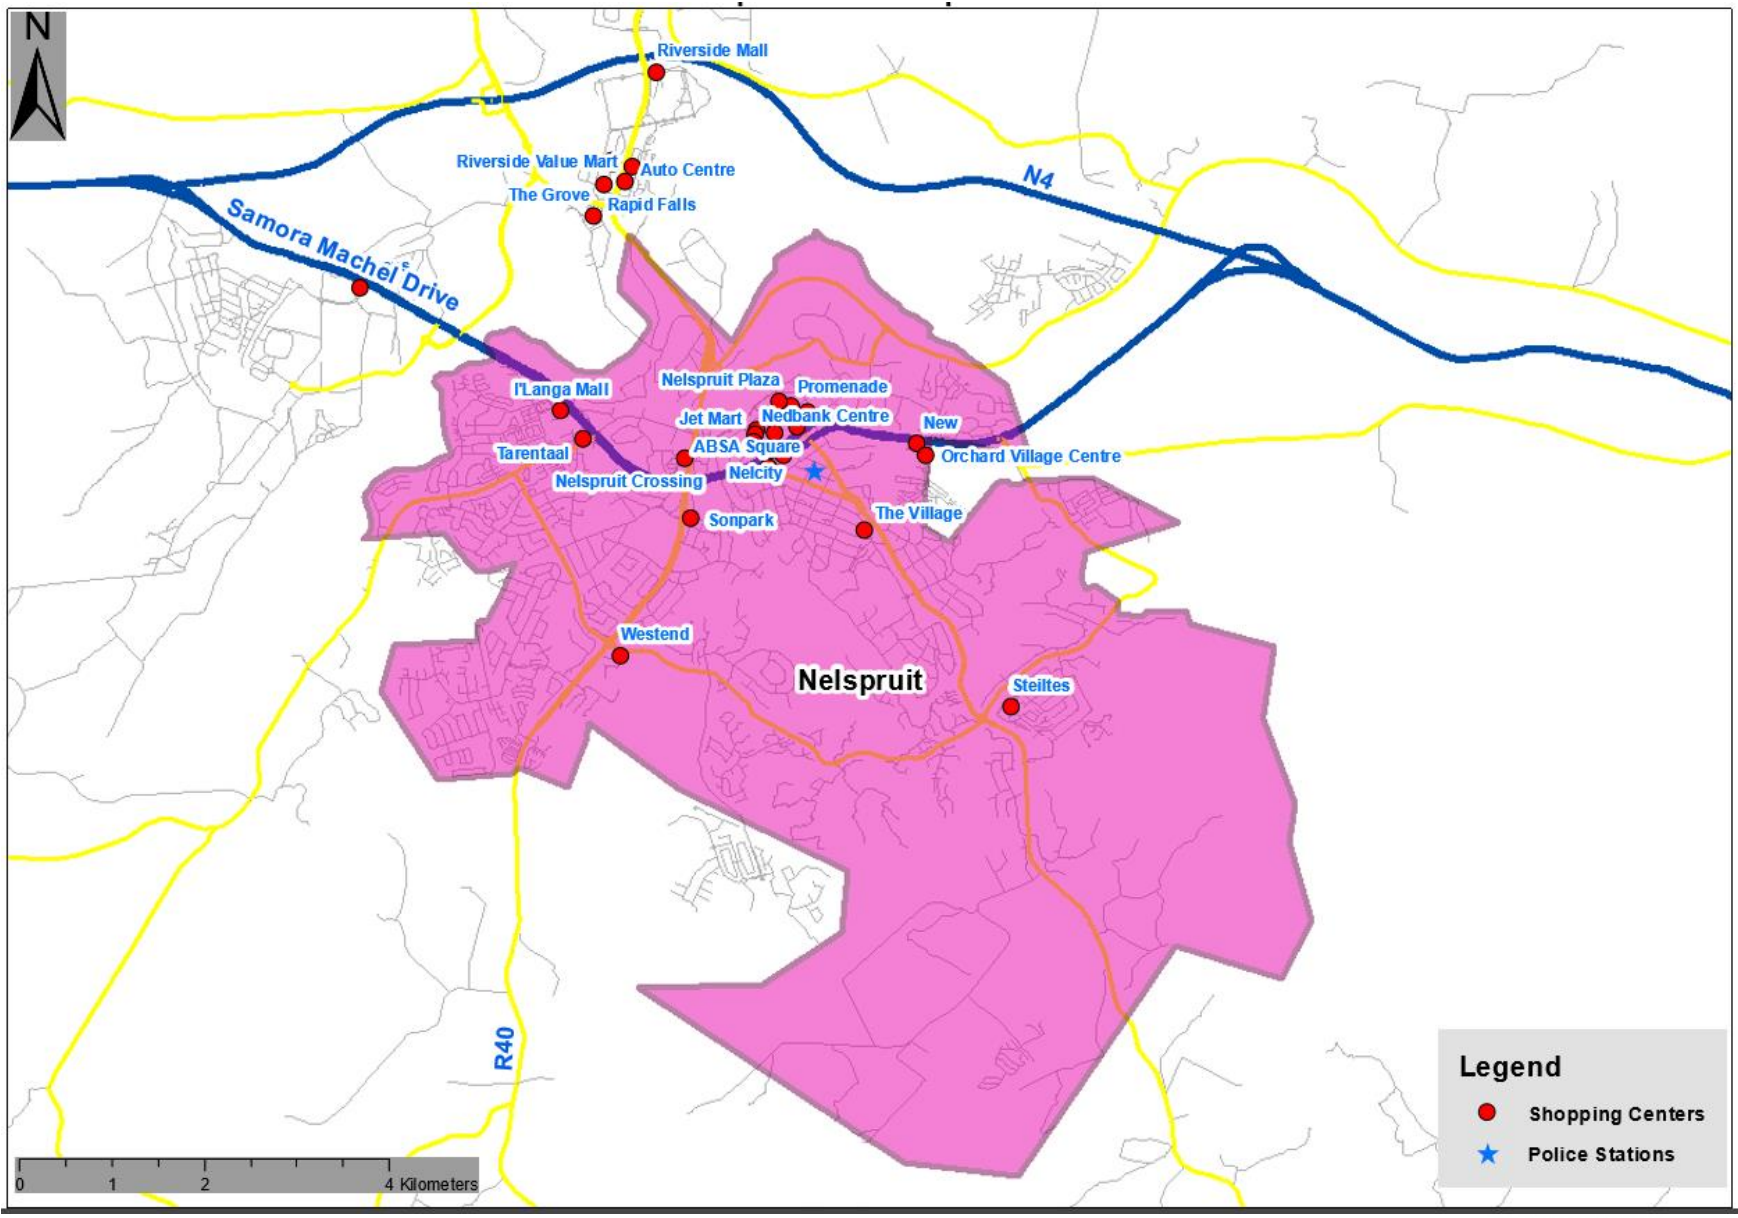 N
Riverside Mall
Riverside Value Mart
Auto Centre
The Grove
Rapid Falls
N4
Samora Machel Drive
I'Langa Mall
Nelspruit Plaza
Promenade
Jet Mart
Nedbank Centre
New
Tarentaal
ABSA Square
Orchard Village Centre
Nelspruit Crossing
Nelcity
Sonpark
The Village
Westend
Nelspruit
Steiltes
R40
Legend
Shopping Centers
Police Stations
0 1 2 4 Kilometers